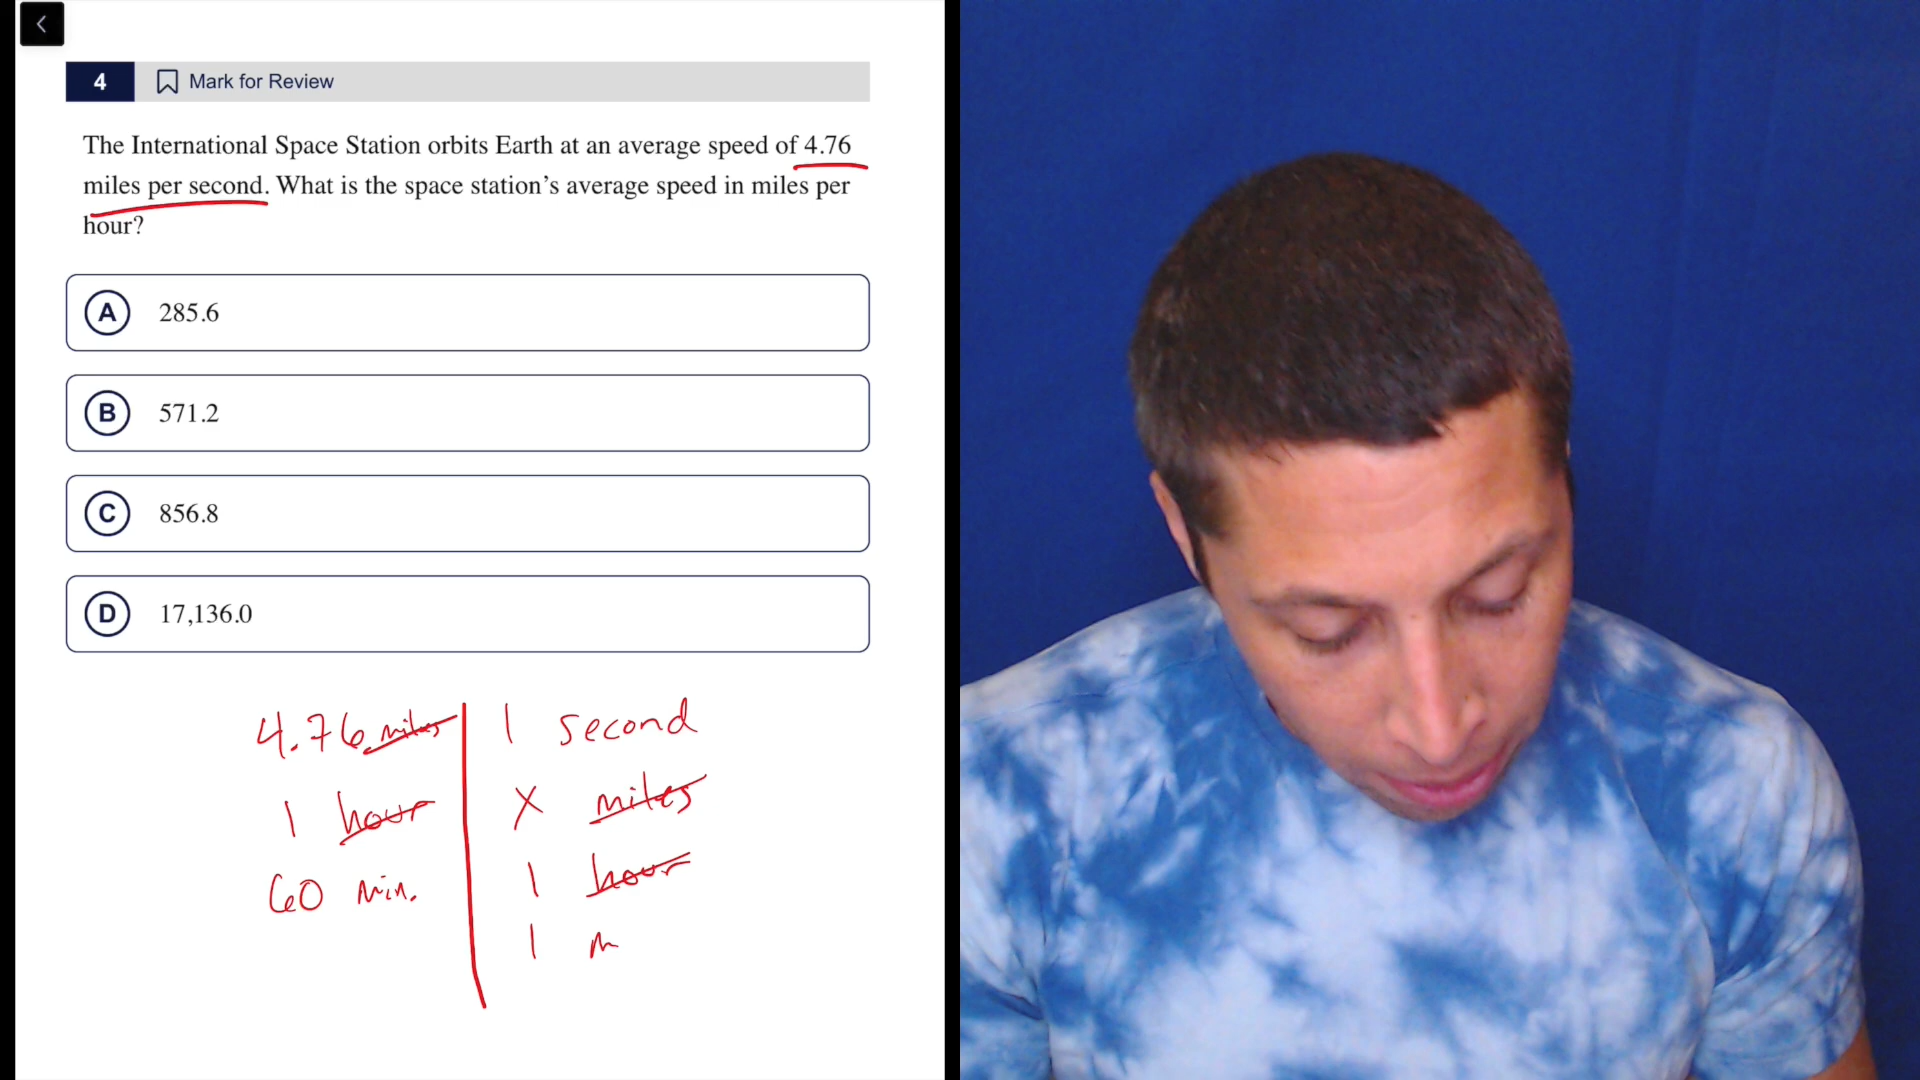 4 Mark for Review
The International Space Station orbits Earth at an average speed of 4.76
miles per second. What is the space station’s average speed in miles per
hour?
A 285.6
B 571.2
C 856.8
D 17,136.0
4.76 miles 1 second
1 hour x miles
60 min. 1 hour
1 m